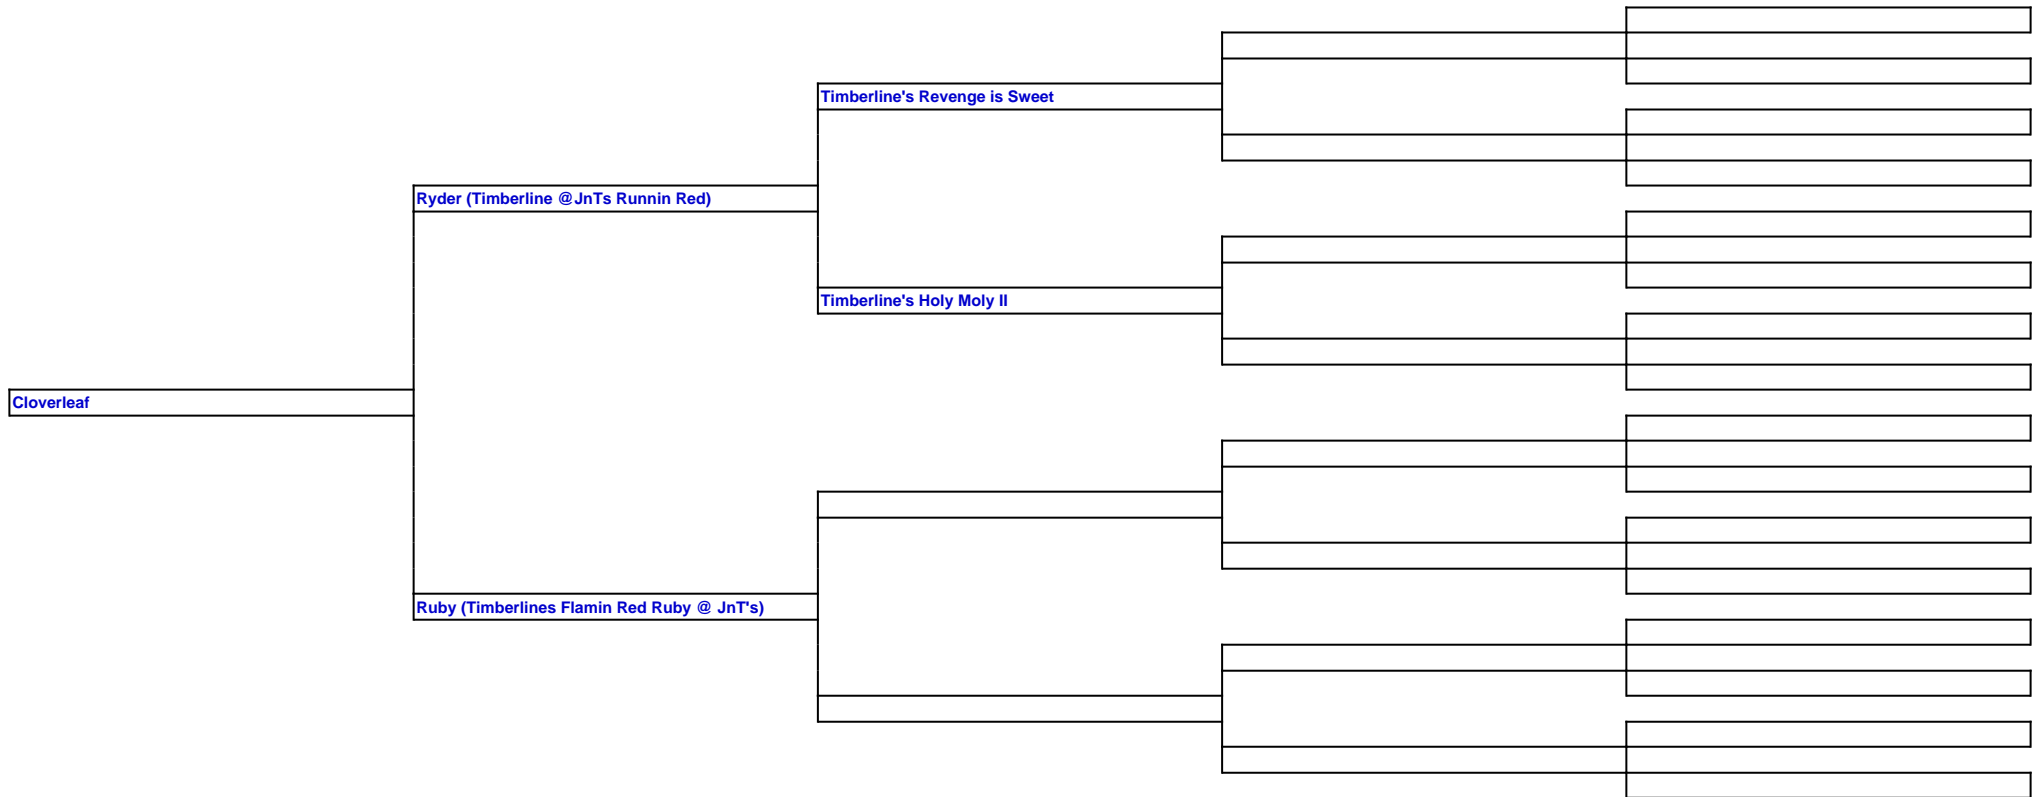 Timberline's Revenge is Sweet
Ryder (Timberline @JnTs Runnin Red)
Timberline's Holy Moly II
Cloverleaf
Ruby (Timberlines Flamin Red Ruby @ JnT's)